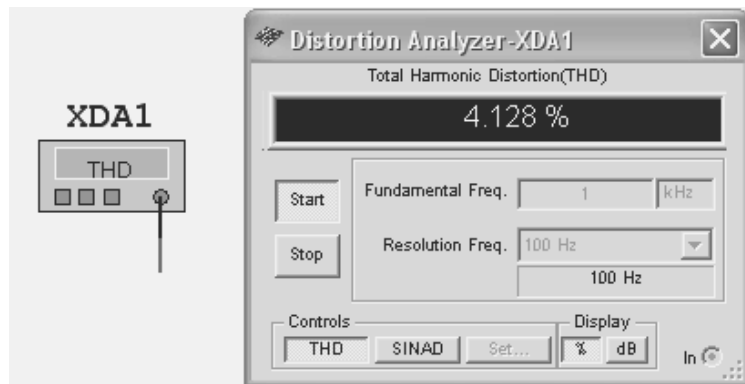 XDA1
THD
Distortion Analyzer-XDA1
Total Harmonic Distortion(THD)
4.128 %
Start
Stop
Fundamental Freq. 1 kHz
Resolution Freq. 100 Hz
100 Hz
Controls
THD SINAD Set...
Display
% dB
In